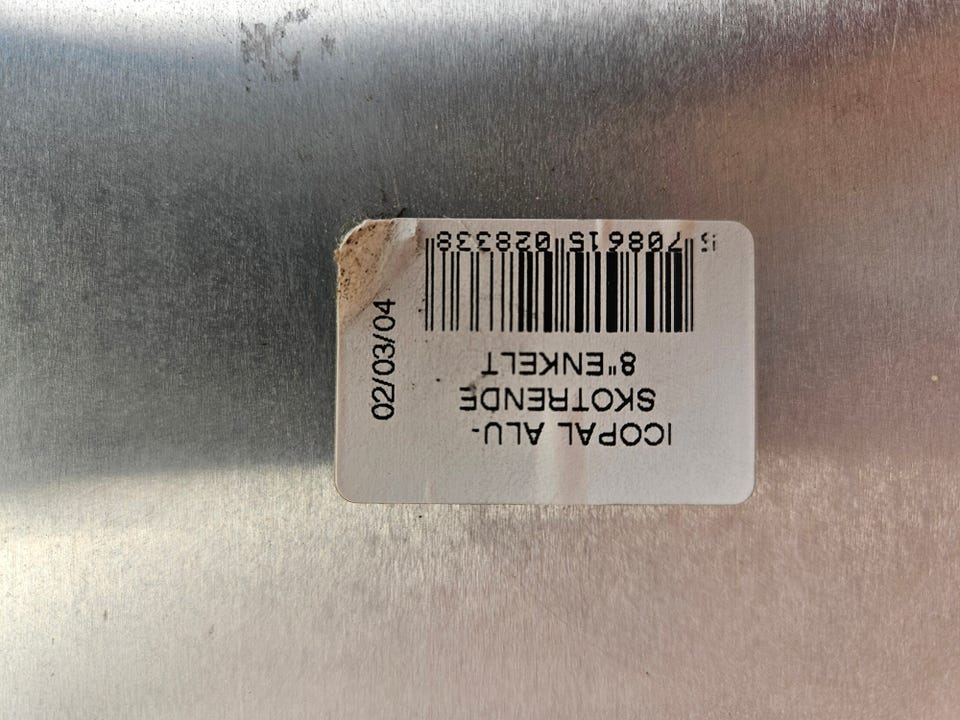 ICOPAL ALU-
SKOTRENDE
8"ENKELT
5 708615 028338
02/03/04